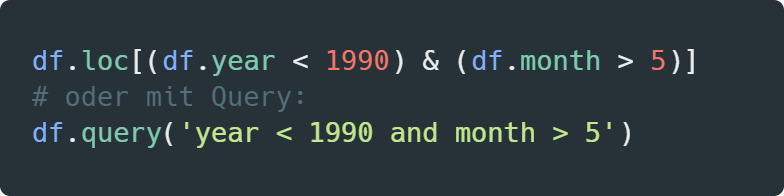 df.loc[(df.year < 1990) & (df.month > 5)]
# oder mit Query:
df.query('year < 1990 and month > 5')